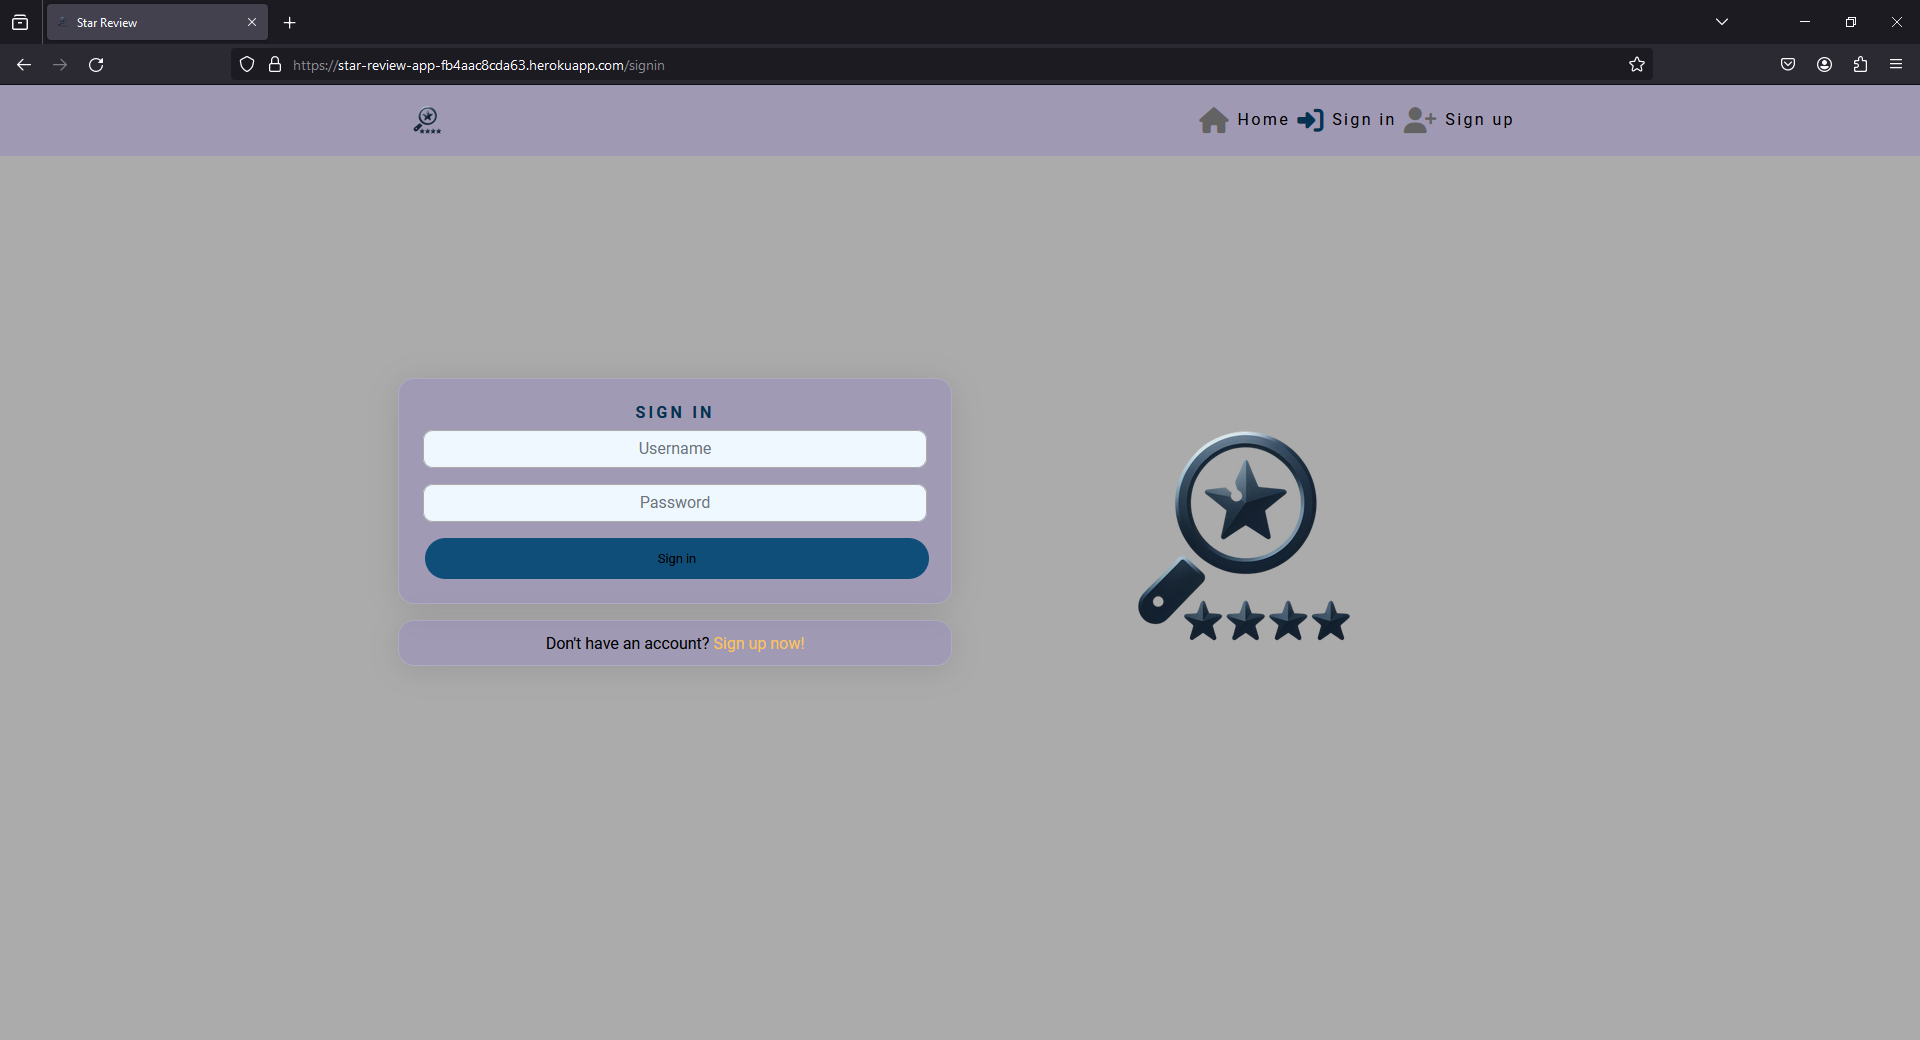 Star Review
https://star-review-app-fb4aac8cda63.herokuapp.com/signin
Home Sign in Sign up
SIGN IN
Username
Password
Sign in
Don't have an account? Sign up now!